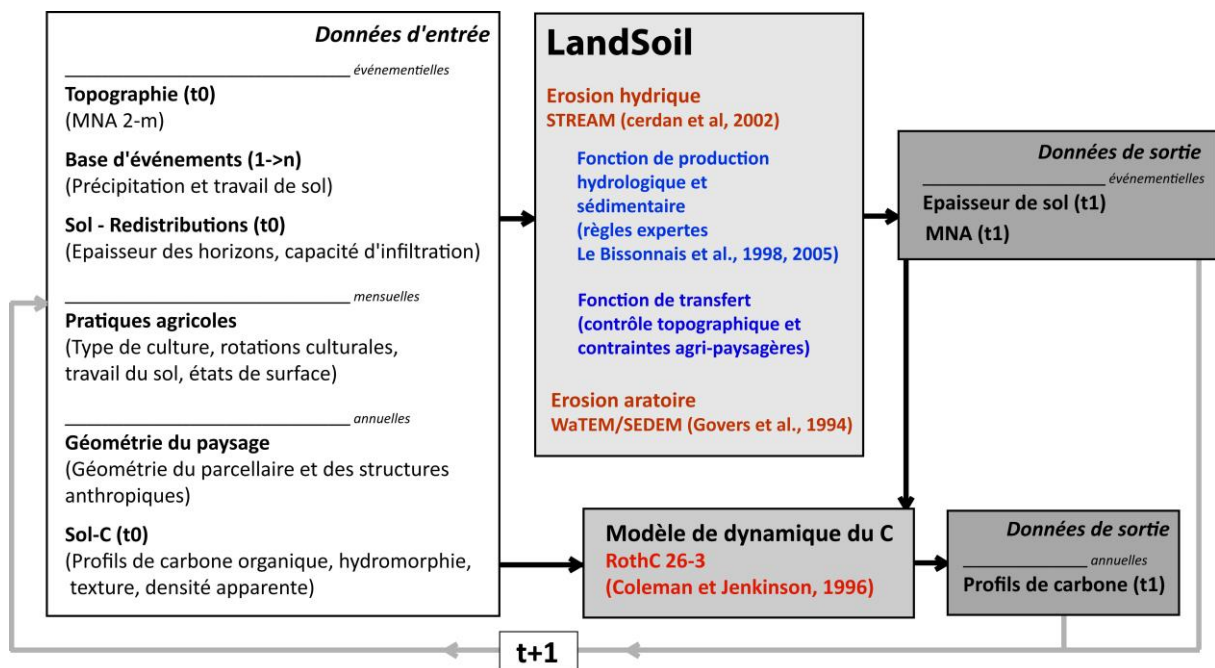 Données d'entrée
événementielles
Topographie (t0)
(MNA 2-m)
Base d'événements (1->n)
(Précipitation et travail de sol)
Sol - Redistributions (t0)
(Epaisseur des horizons, capacité d'infiltration)
mensuelles
Pratiques agricoles
(Type de culture, rotations culturales,
travail du sol, états de surface)
annuelles
Géométrie du paysage
(Géométrie du parcellaire et des structures
anthropiques)
Sol-C (t0)
(Profils de carbone organique, hydromorphie,
texture, densité apparente)
LandSoil
Erosion hydrique
STREAM (cerdan et al, 2002)
Fonction de production
hydrologique et
sédimentaire
(règles expertes
Le Bissonnais et al., 1998, 2005)
Fonction de transfert
(contrôle topographique et
contraintes agri-paysagères)
Erosion aratoire
WaTEM/SEDEM (Govers et al., 1994)
Données de sortie
événementielles
Epaisseur de sol (t1)
MNA (t1)
Modèle de dynamique du C
RothC 26-3
(Coleman et Jenkinson, 1996)
Données de sortie
annuelles
Profils de carbone (t1)
t+1